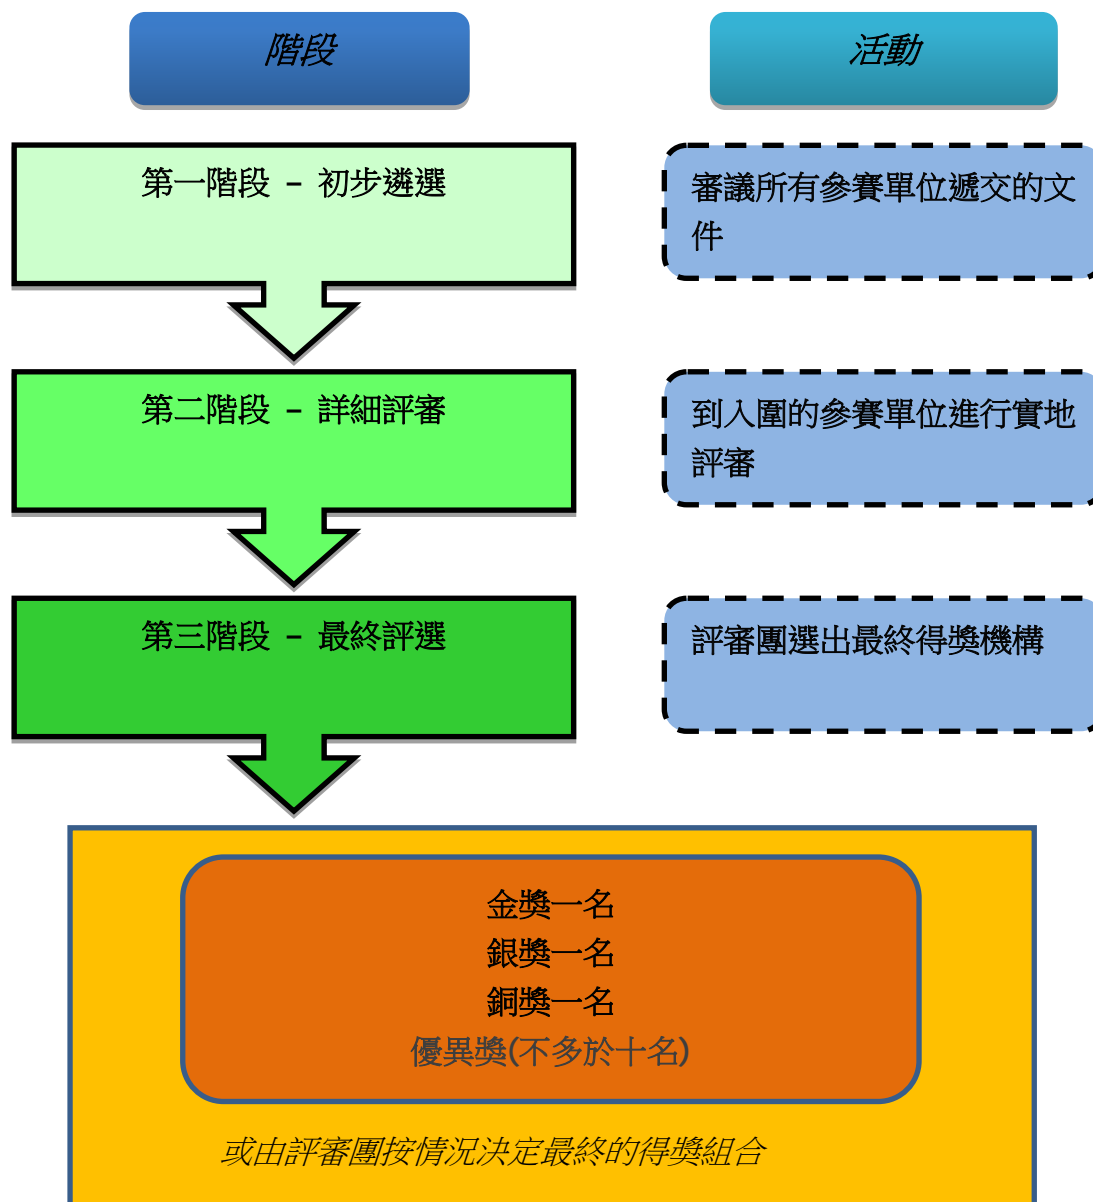 階段
活動
第一階段 – 初步遴選
審議所有參賽單位遞交的文
件
第二階段 – 詳細評審
到入圍的參賽單位進行實地
評審
第三階段 – 最終評選
評審團選出最終得獎機構
金獎一名
銀獎一名
銅獎一名
優異獎(不多於十名)
或由評審團按情況決定最終的得獎組合